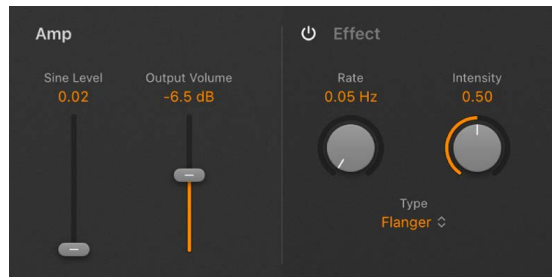 Amp
Effect
Sine Level
Output Volume
Rate
Intensity
0.02
-6.5 dB
0.05 Hz
0.50
Type
Flanger